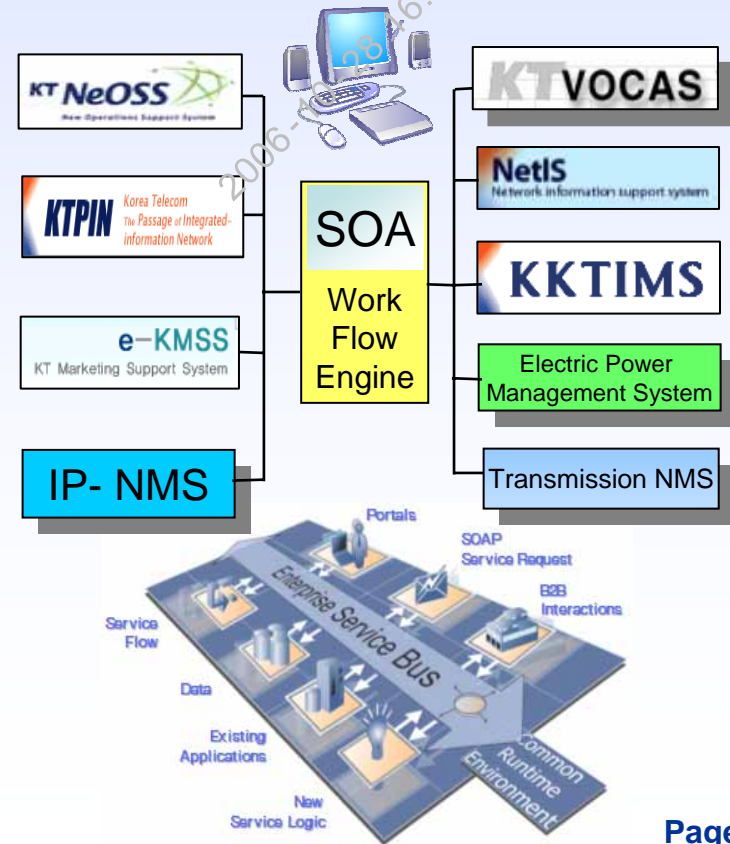 KT NeOSS
New Operations Support System
KTPIN
Korea Telecom
The Passage of Integrated-
information Network
e-KMSS
KT Marketing Support System
IP- NMS
SOA
Work
Flow
Engine
KTVOCAS
NetIS
Network information support system
KKTIMS
Electric Power
Management System
Transmission NMS
Portals
SOAP
Service Request
B2B
Interactions
Enterprise Service Bus
Service
Flow
Data
Existing
Applications
New
Service Logic
Common
Runtime
Environment
Page